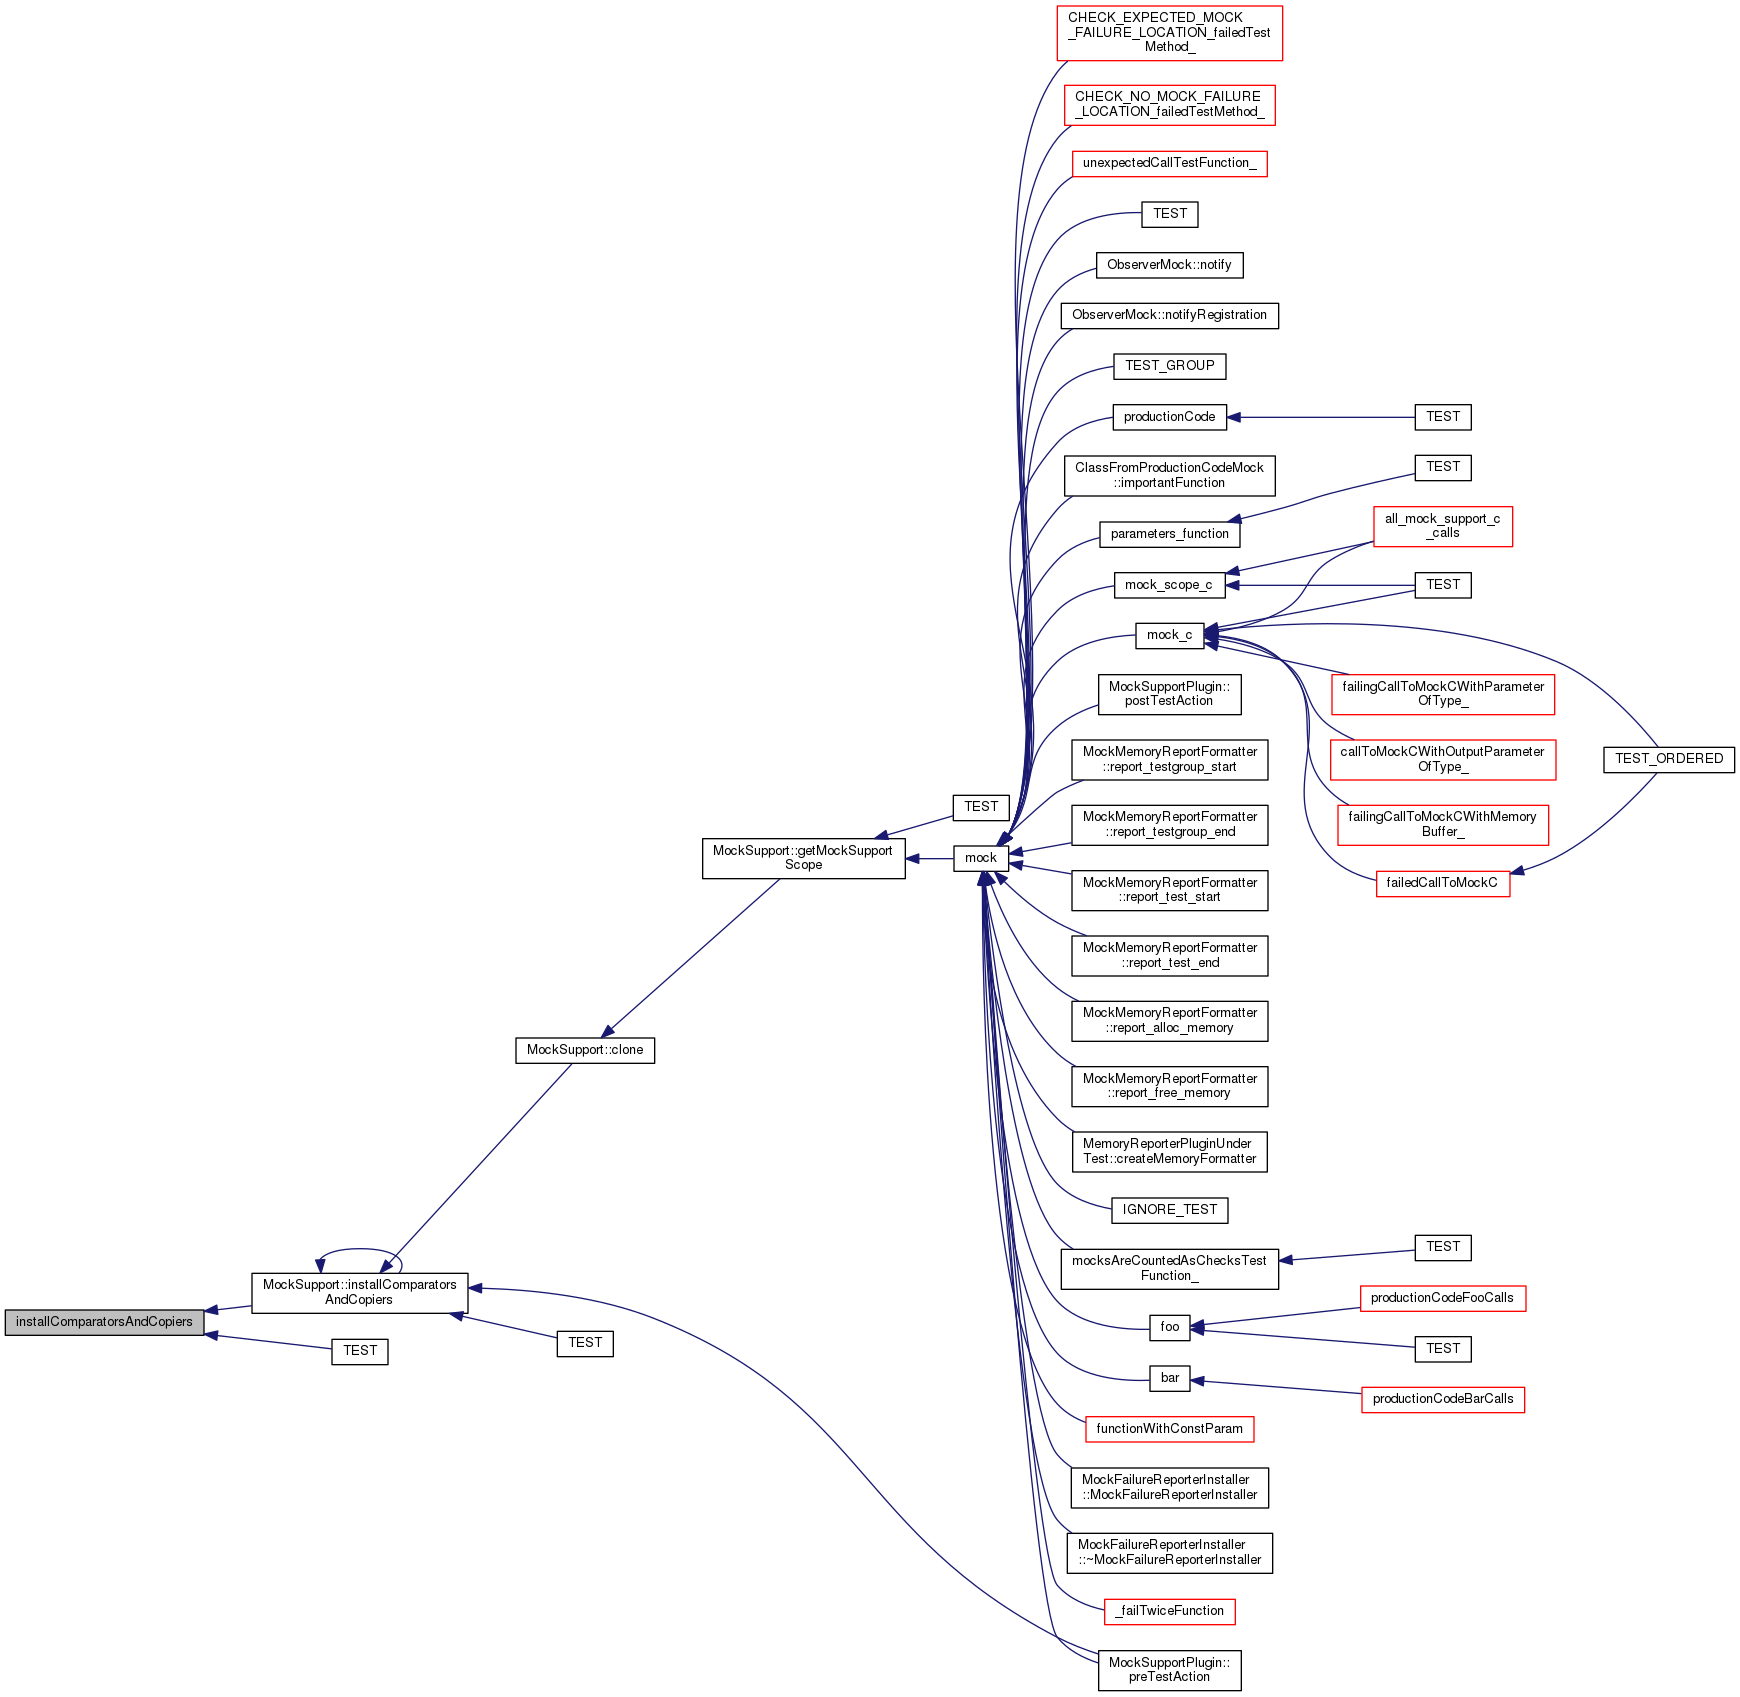 CHECK_EXPECTED_MOCK
_FAILURE_LOCATION_failedTest
Method_
CHECK_NO_MOCK_FAILURE
_LOCATION_failedTestMethod_
unexpectedCallTestFunction_
TEST
ObserverMock::notify
ObserverMock::notifyRegistration
TEST_GROUP
productionCode
TEST
ClassFromProductionCodeMock
::importantFunction
TEST
parameters_function
all_mock_support_c
_calls
mock_scope_c
TEST
mock_c
MockSupportPlugin::
postTestAction
failingCallToMockCWithParameter
OfType_
MockMemoryReportFormatter
::report_testgroup_start
callToMockCWithOutputParameter
OfType_
TEST_ORDERED
TEST
MockMemoryReportFormatter
::report_testgroup_end
failingCallToMockCWithMemory
Buffer_
MockSupport::getMockSupport
Scope
mock
MockMemoryReportFormatter
::report_test_start
failedCallToMockC
MockMemoryReportFormatter
::report_test_end
MockMemoryReportFormatter
::report_alloc_memory
MockSupport::clone
MockMemoryReportFormatter
::report_free_memory
MemoryReporterPluginUnder
Test::createMemoryFormatter
IGNORE_TEST
mocksAreCountedAsChecksTest
Function_
TEST
MockSupport::installComparators
AndCopiers
installComparatorsAndCopiers
TEST
TEST
foo
productionCodeFooCalls
TEST
bar
productionCodeBarCalls
functionWithConstParam
MockFailureReporterInstaller
::MockFailureReporterInstaller
MockFailureReporterInstaller
::~MockFailureReporterInstaller
_failTwiceFunction
MockSupportPlugin::
preTestAction